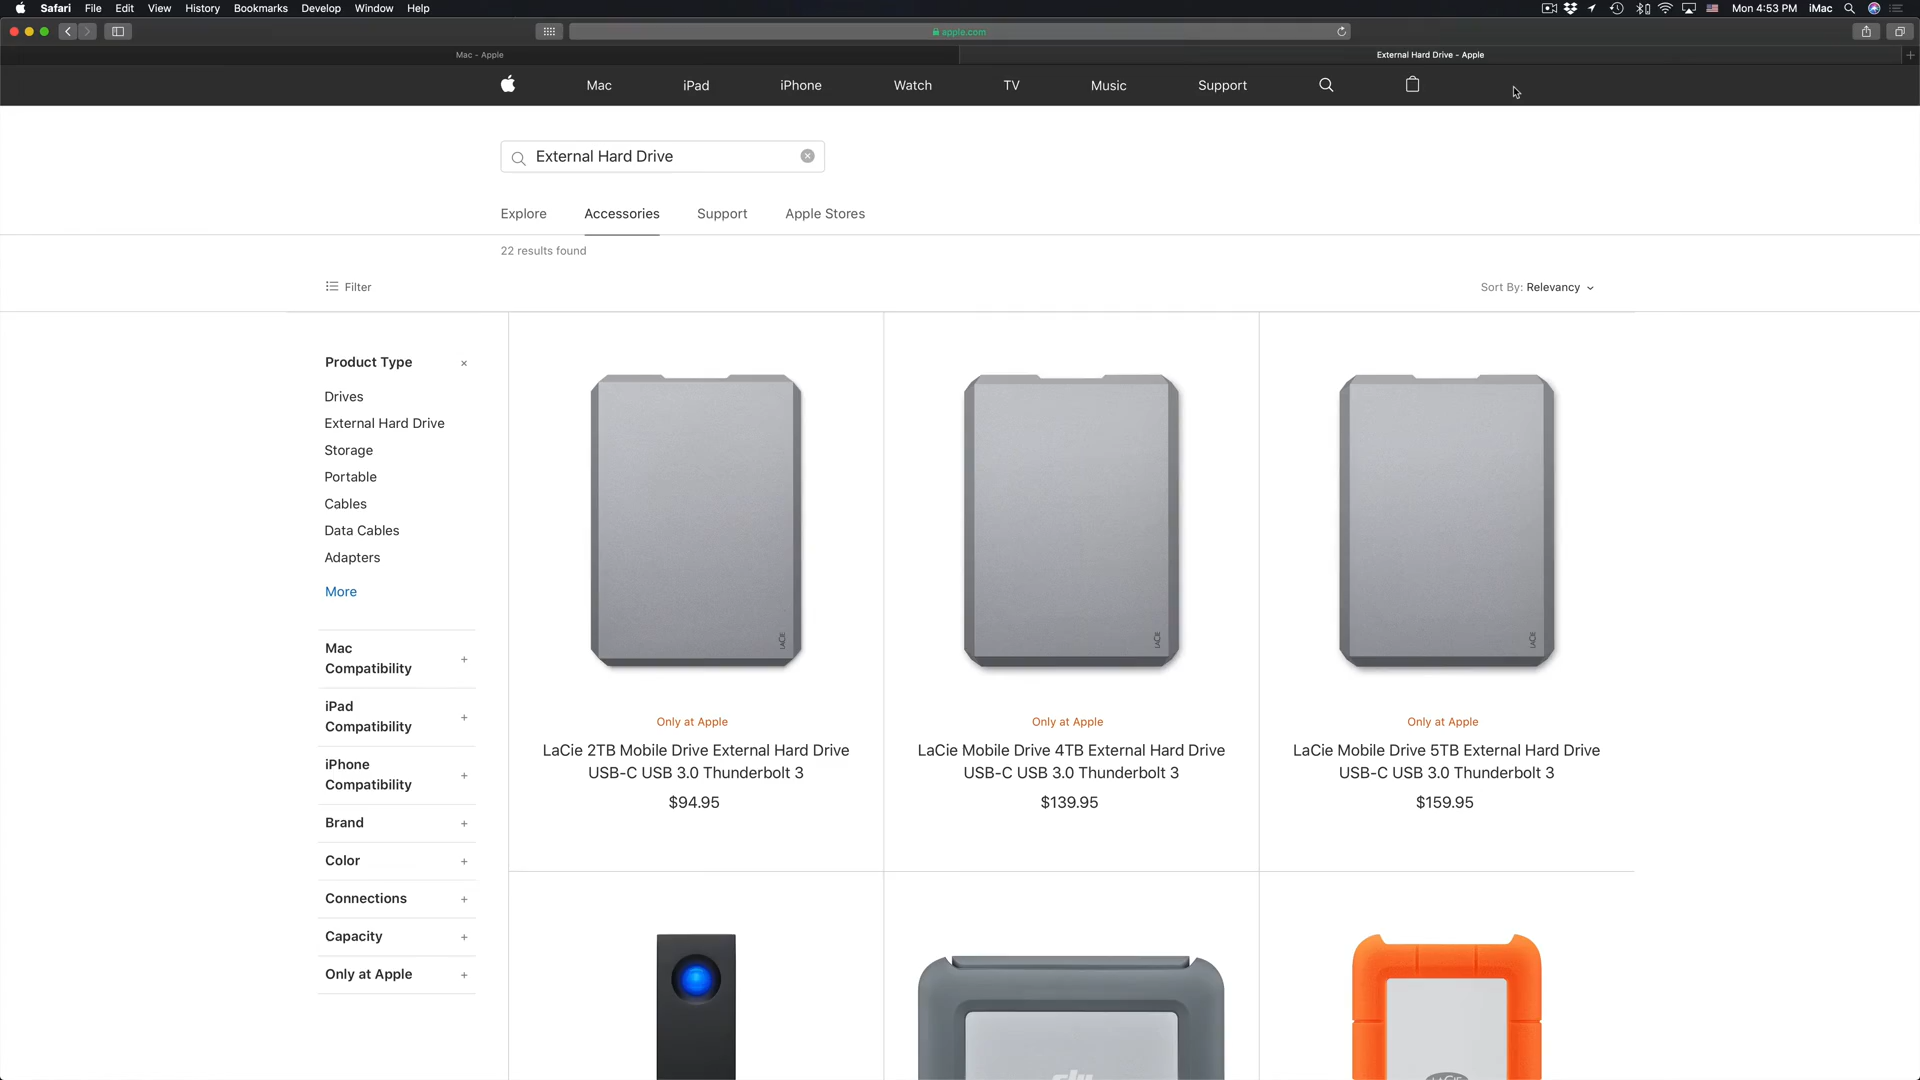 Safari File Edit View History Bookmarks Develop Window Help Mon 4:53 PM iMac
apple.com
Mac - Apple External Hard Drive - Apple
Mac iPad iPhone Watch TV Music Support
External Hard Drive
Explore Accessories Support Apple Stores
22 results found
Filter Sort By: Relevancy
Product Type
Drives
External Hard Drive
Storage
Portable
Cables
Data Cables
Adapters
More
Mac
Compatibility
iPad
Compatibility
iPhone
Compatibility
Brand
Color
Connections
Capacity
Only at Apple
LACIE
Only at Apple
LaCie 2TB Mobile Drive External Hard Drive
USB-C USB 3.0 Thunderbolt 3
$94.95
LACIE
Only at Apple
LaCie Mobile Drive 4TB External Hard Drive
USB-C USB 3.0 Thunderbolt 3
$139.95
LACIE
Only at Apple
LaCie Mobile Drive 5TB External Hard Drive
USB-C USB 3.0 Thunderbolt 3
$159.95
dji
LACIE